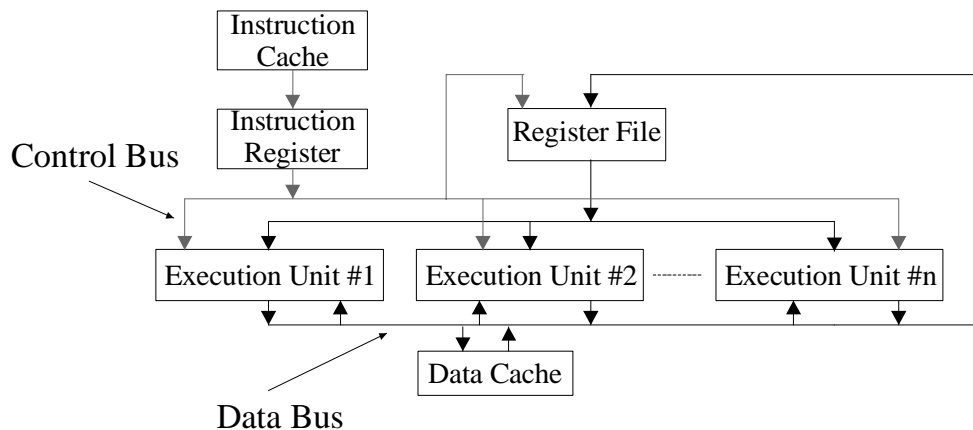 Instruction
Cache
Instruction
Register
Register File
Control Bus
Execution Unit #1
Execution Unit #2
Execution Unit #n
Data Cache
Data Bus